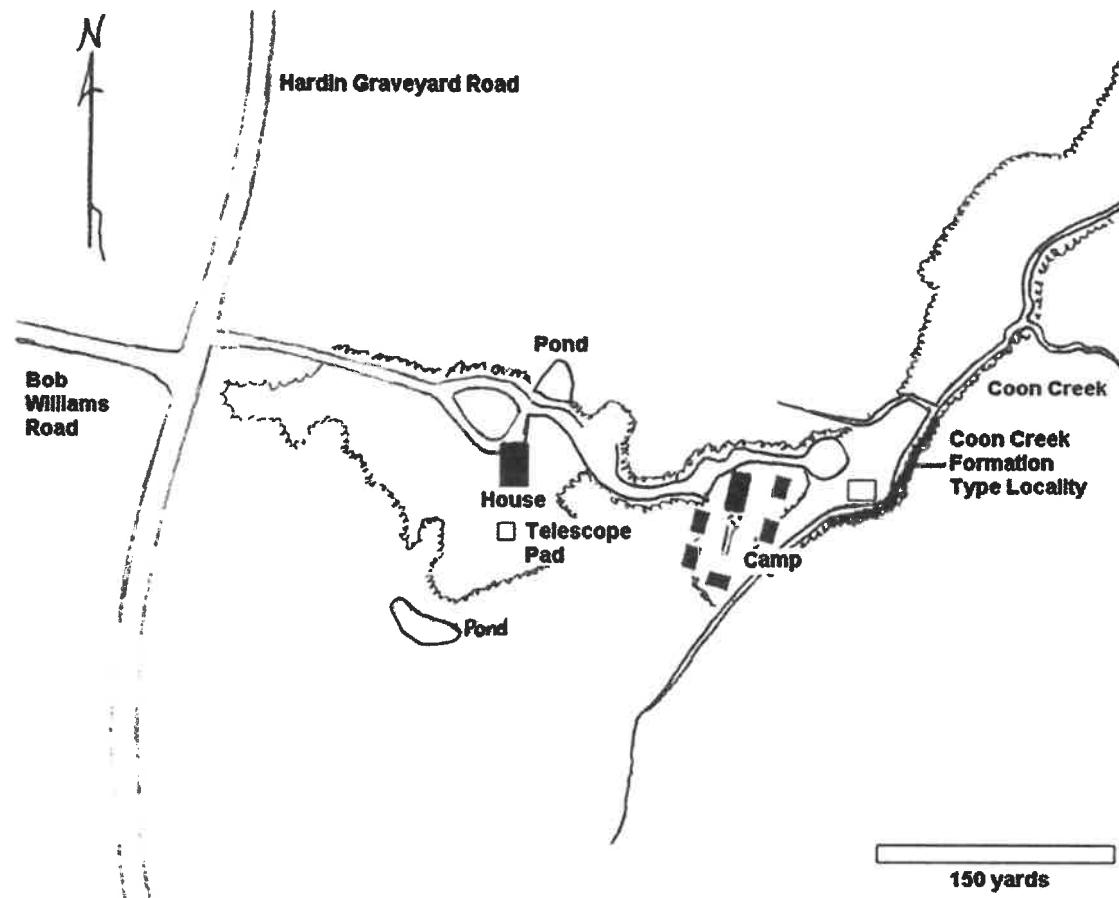 N
Hardin Graveyard Road
Bob
Williams
Road
Pond
Coon Creek
Coon Creek
Formation
Type Locality
House
Telescope
Pad
Camp
Pond
150 yards